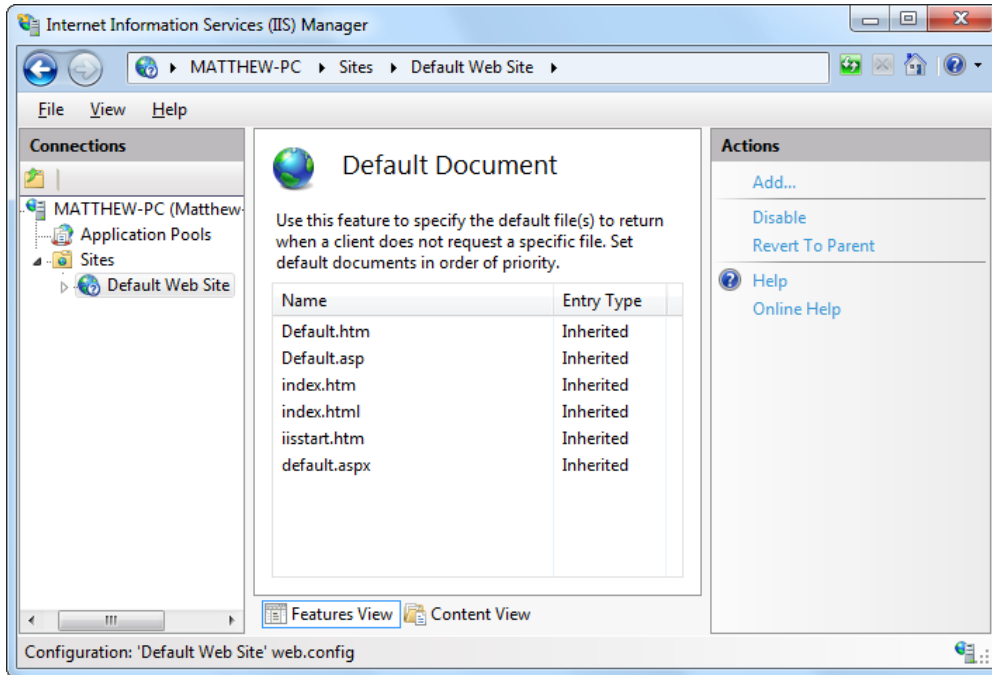 Internet Information Services (IIS) Manager
MATTHEW-PC Sites Default Web Site
File View Help
Connections
MATTHEW-PC (Matthew-
Application Pools
Sites
Default Web Site
Default Document
Use this feature to specify the default file(s) to return
when a client does not request a specific file. Set
default documents in order of priority.
Name Entry Type
Default.htm Inherited
Default.asp Inherited
index.htm Inherited
index.html Inherited
iisstart.htm Inherited
default.aspx Inherited
Features View Content View
Actions
Add...
Disable
Revert To Parent
Help
Online Help
Configuration: 'Default Web Site' web.config